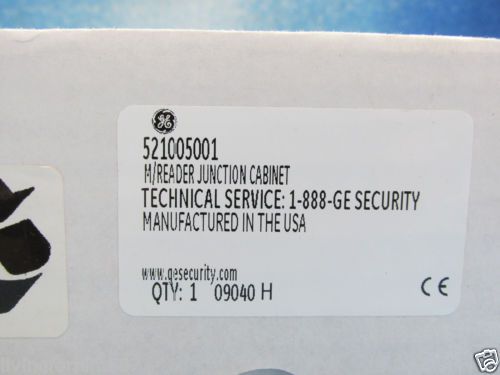 GE
521005001
M/READER JUNCTION CABINET
TECHNICAL SERVICE: 1-888-GE SECURITY
MANUFACTURED IN THE USA
www.gesecurity.com
QTY: 1 09040 H
CE